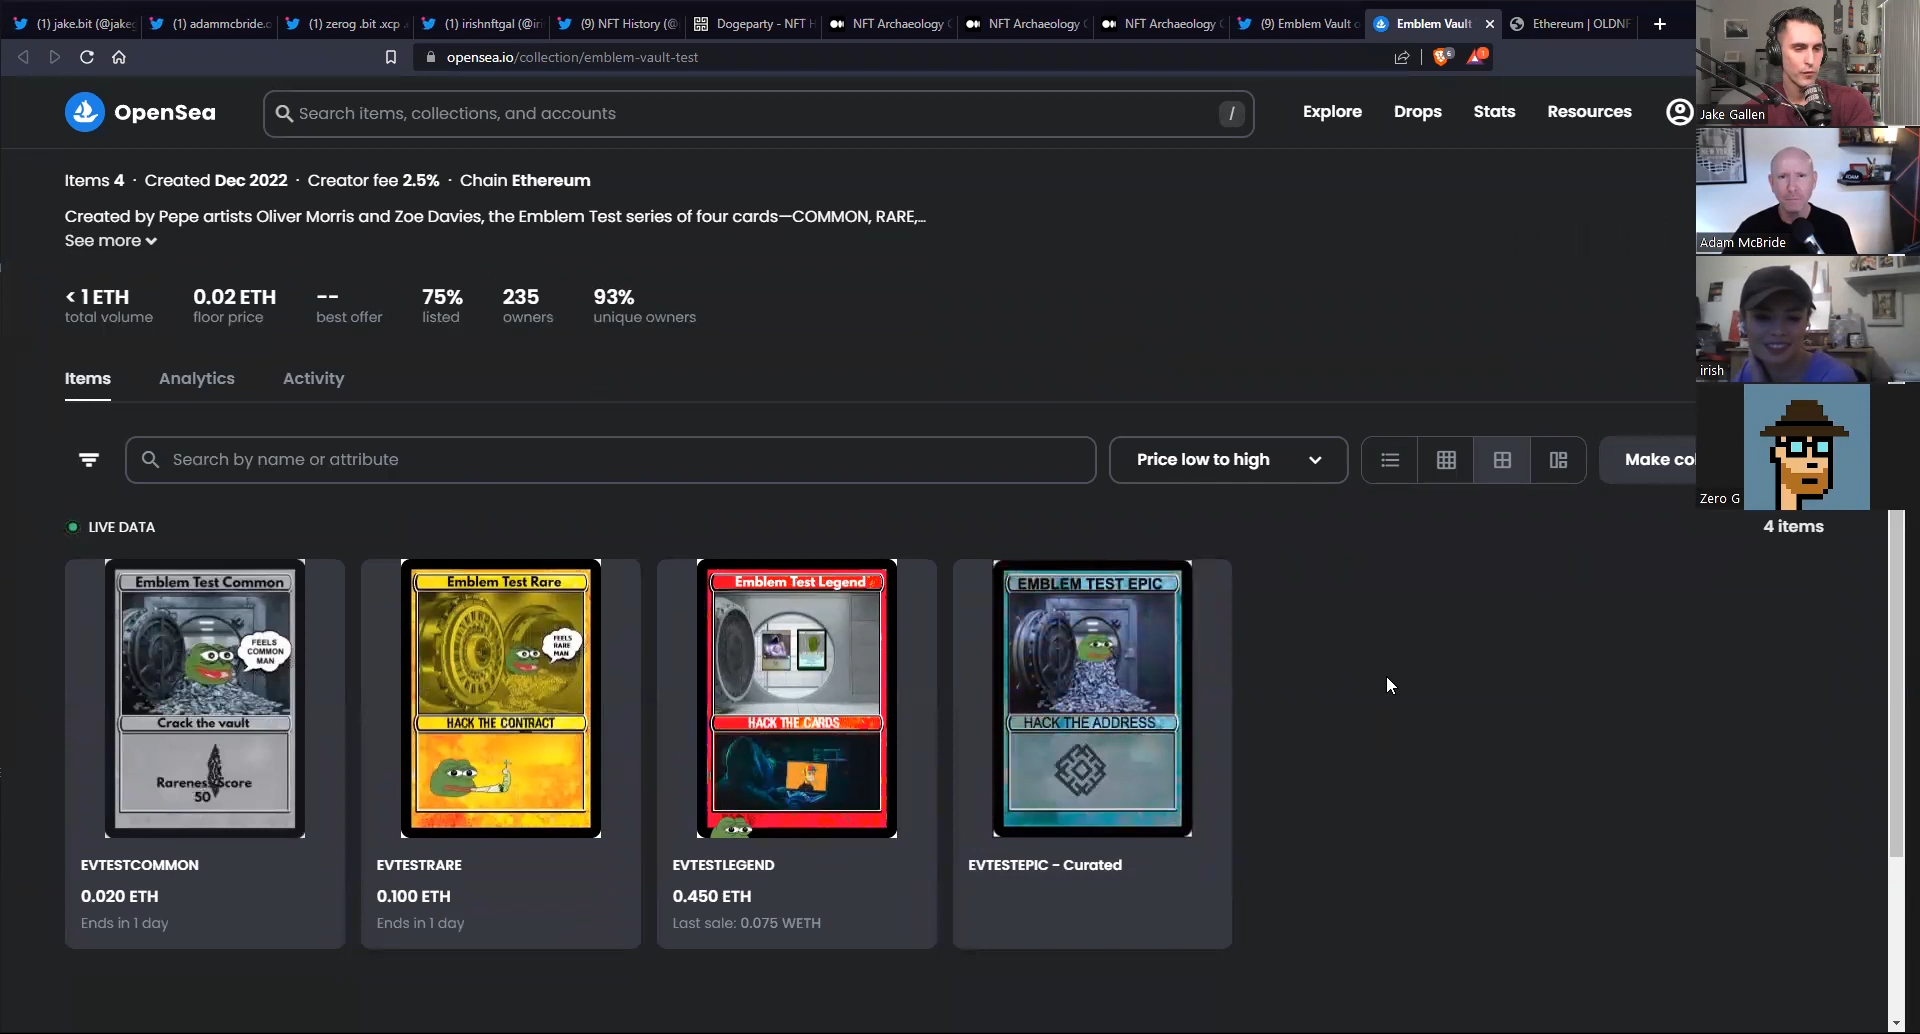 (1) jake.bit (@jake
(1) adammcbride.
(1) zerog .bit .xcp
(1) irishnftgal (@iri
(9) NFT History (@
Dogeparty - NFT H
NFT Archaeology
NFT Archaeology
NFT Archaeology
(9) Emblem Vault
Emblem Vault
Ethereum | OLDNF
opensea.io/collection/emblem-vault-test
6
1
OpenSea
Search items, collections, and accounts
/
Explore
Drops
Stats
Resources
Jake Gallen
Adam McBride
irish
Zero G
Items 4 · Created Dec 2022 · Creator fee 2.5% · Chain Ethereum
Created by Pepe artists Oliver Morris and Zoe Davies, the Emblem Test series of four cards—COMMON, RARE,...
See more
< 1 ETH
total volume
0.02 ETH
floor price
--
best offer
75%
listed
235
owners
93%
unique owners
Items
Analytics
Activity
Search by name or attribute
Price low to high
Make col
LIVE DATA
4 items
Emblem Test Common
FEELS
COMMON
MAN
Crack the vault
Rareness Score
50
EVTESTCOMMON
0.020 ETH
Ends in 1 day
Emblem Test Rare
FEELS
RARE
MAN
HACK THE CONTRACT
EVTESTRARE
0.100 ETH
Ends in 1 day
Emblem Test Legend
HACK THE CARDS
EVTESTLEGEND
0.450 ETH
Last sale: 0.075 WETH
EMBLEM TEST EPIC
HACK THE ADDRESS
EVTESTEPIC - Curated